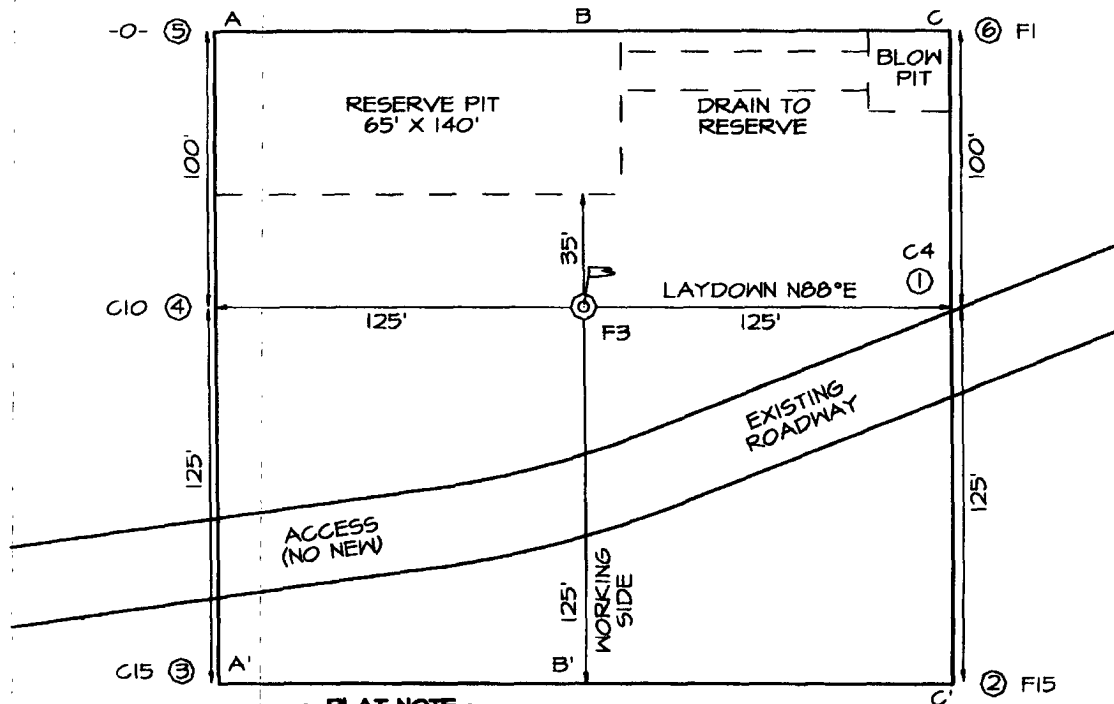 A
B
C
-0- ⑤
⑥ F1
BLOW
PIT
RESERVE PIT
65' X 140'
DRAIN TO
RESERVE
100'
100'
35'
C4
①
LAYDOWN N88°E
C10 ④
125'
125'
F3
EXISTING
ROADWAY
125'
125'
ACCESS
(NO NEW)
125'
WORKING
SIDE
C15 ③
A'
B'
C'
② F15
- PLAT NOTE -